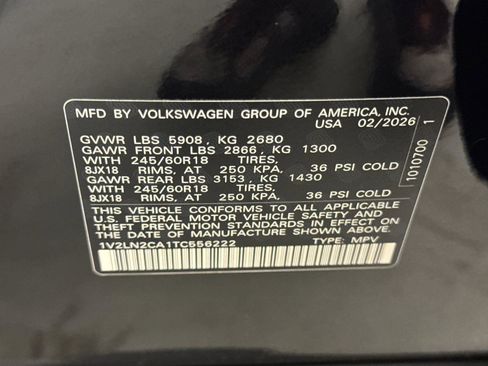 MFD BY VOLKSWAGEN GROUP OF AMERICA, INC.
USA 02/2026
GVWR LBS 5908, KG 2680
GAWR FRONT LBS 2866, KG 1300
WITH 245/60R18 TIRES,
8JX18 RIMS, AT 250 KPA, 36 PSI COLD
GAWR REAR LBS 3153, KG 1430
WITH 245/60R18 TIRES,
8JX18 RIMS, AT 250 KPA, 36 PSI COLD
THIS VEHICLE CONFORMS TO ALL APPLICABLE
U.S. FEDERAL MOTOR VEHICLE SAFETY AND
THEFT PREVENTION STANDARDS IN EFFECT ON
THE DATE OF MANUFACTURE SHOWN ABOVE
1V2LN2CA1TC556222 TYPE: MPV
1010700 1